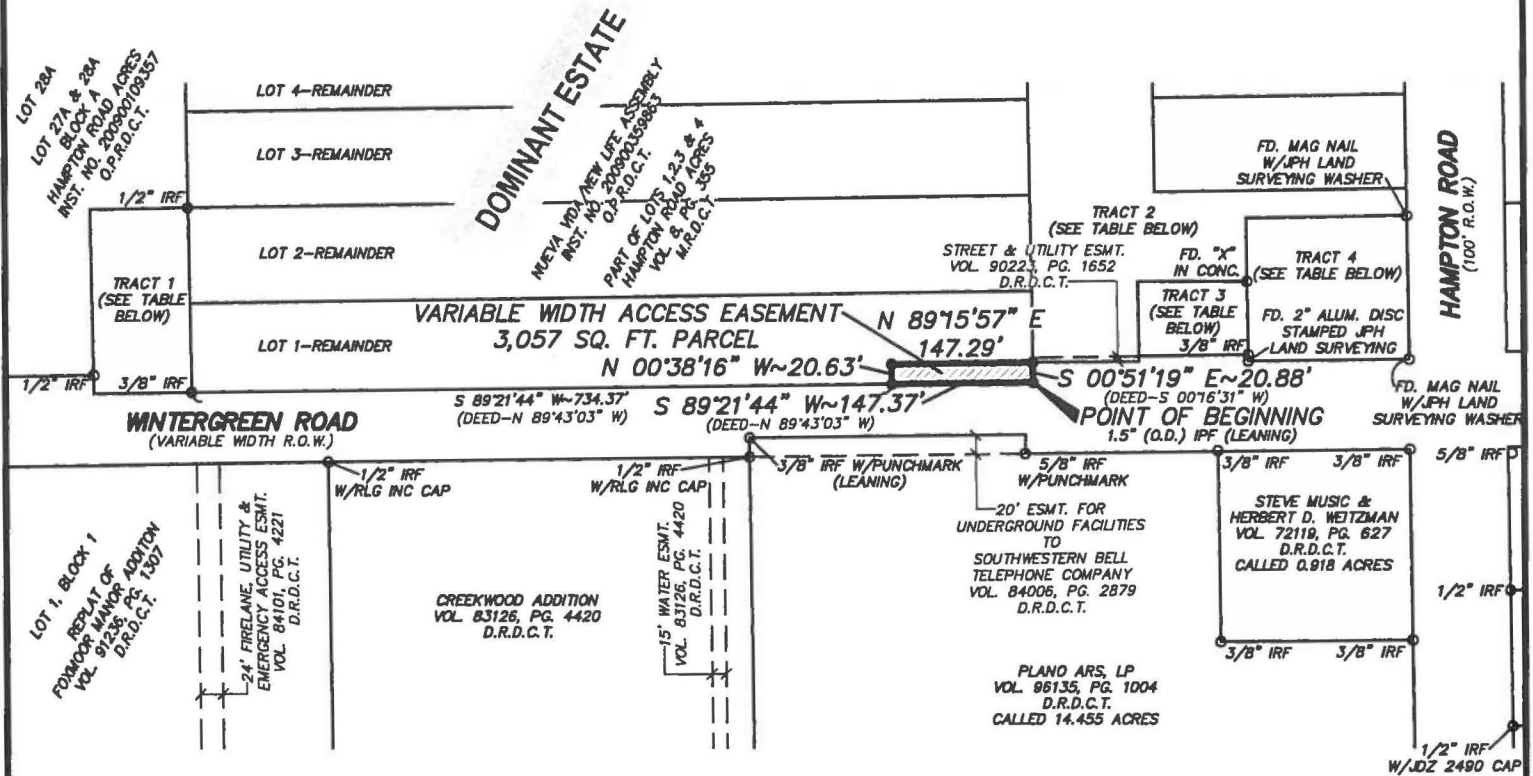 LOT 28A
LOT 27A & 28A
BLOCK A
HAMPTON ROAD ACRES
INST. NO. 200900109357
O.P.R.D.C.T.
LOT 4-REMAINDER
LOT 3-REMAINDER
LOT 2-REMAINDER
LOT 1-REMAINDER
DOMINANT ESTATE
NUEVA VIDA/NEW LIFE ASSEMBLY
INST. NO. 200900359863
O.P.R.D.C.T.
PART OF LOTS 1,2,3 & 4
HAMPTON ROAD ACRES
VOL. 8, PG. 355
M.R.D.C.T.
1/2" IRF
TRACT 1
(SEE TABLE
BELOW)
1/2" IRF
3/8" IRF
VARIABLE WIDTH ACCESS EASEMENT
3,057 SQ. FT. PARCEL
N 00°38'16" W~20.63'
N 89°15'57" E
147.29'
S 00°51'19" E~20.88'
(DEED-S 00°16'31" W)
S 89°21'44" W~734.37'
(DEED-N 89°43'03" W)
S 89°21'44" W~147.37'
(DEED-N 89°43'03" W)
POINT OF BEGINNING
1.5" (O.D.) IPF (LEANING)
STREET & UTILITY ESMT.
VOL. 90223, PG. 1652
D.R.D.C.T.
TRACT 2
(SEE TABLE BELOW)
FD. MAG NAIL
W/JPH LAND
SURVEYING WASHER
FD. "X"
IN CONC.
TRACT 3
(SEE TABLE
BELOW)
3/8" IRF
TRACT 4
(SEE TABLE BELOW)
FD. 2" ALUM. DISC
STAMPED JPH
LAND SURVEYING
HAMPTON ROAD
(100' R.O.W.)
FD. MAG NAIL
W/JPH LAND
SURVEYING WASHER
WINTERGREEN ROAD
(VARIABLE WIDTH R.O.W.)
1/2" IRF
W/RLG INC CAP
1/2" IRF
W/RLG INC CAP
3/8" IRF W/PUNCHMARK
(LEANING)
5/8" IRF
W/PUNCHMARK
3/8" IRF
3/8" IRF
5/8" IRF
LOT 1, BLOCK 1
REPLAT OF
FOXMOOR MANOR ADDITON
VOL. 91236, PG. 1307
D.R.D.C.T.
24' FIRELANE, UTILITY &
EMERGENCY ACCESS ESMT.
VOL. 84101, PG. 4221
D.R.D.C.T.
CREEKWOOD ADDITION
VOL. 83126, PG. 4420
D.R.D.C.T.
15' WATER ESMT.
VOL. 83126, PG. 4420
D.R.D.C.T.
20' ESMT. FOR
UNDERGROUND FACILITIES
TO
SOUTHWESTERN BELL
TELEPHONE COMPANY
VOL. 84006, PG. 2879
D.R.D.C.T.
PLANO ARS, LP
VOL. 96135, PG. 1004
D.R.D.C.T.
CALLED 14.455 ACRES
STEVE MUSIC &
HERBERT D. WEITZMAN
VOL. 72119, PG. 627
D.R.D.C.T.
CALLED 0.918 ACRES
3/8" IRF
3/8" IRF
1/2" IRF
1/2" IRF
W/JDZ 2490 CAP